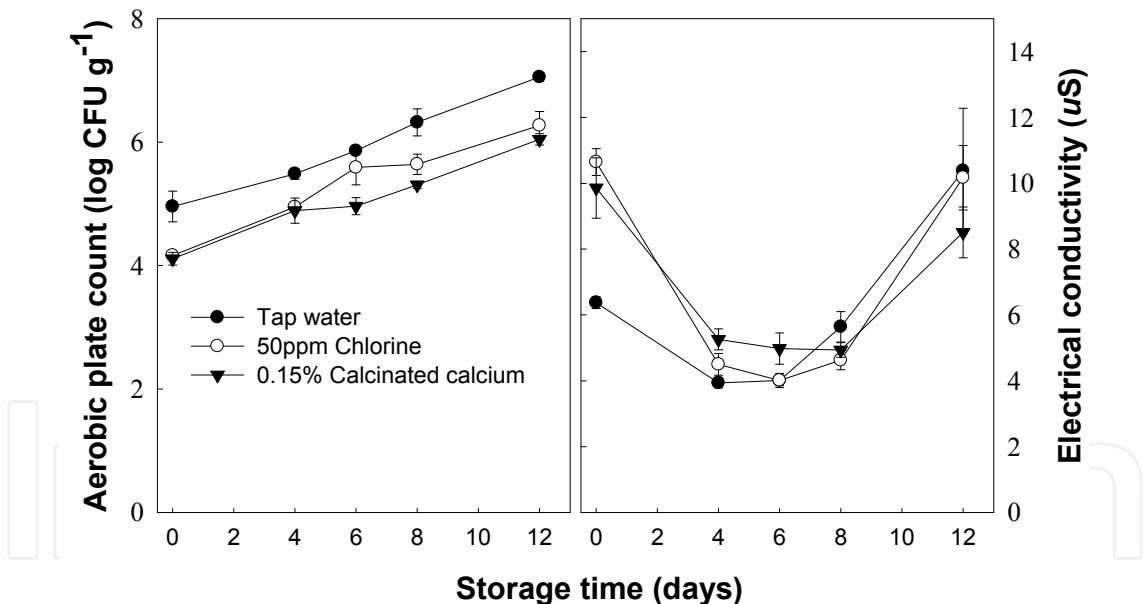 Aerobic plate count (log CFU g-1)
8
6
4
2
0
Tap water
50ppm Chlorine
0.15% Calcinated calcium
0 2 4 6 8 10 12
0 2 4 6 8 10 12
14
12
10
8
6
4
2
0
Electrical conductivity (uS)
Storage time (days)